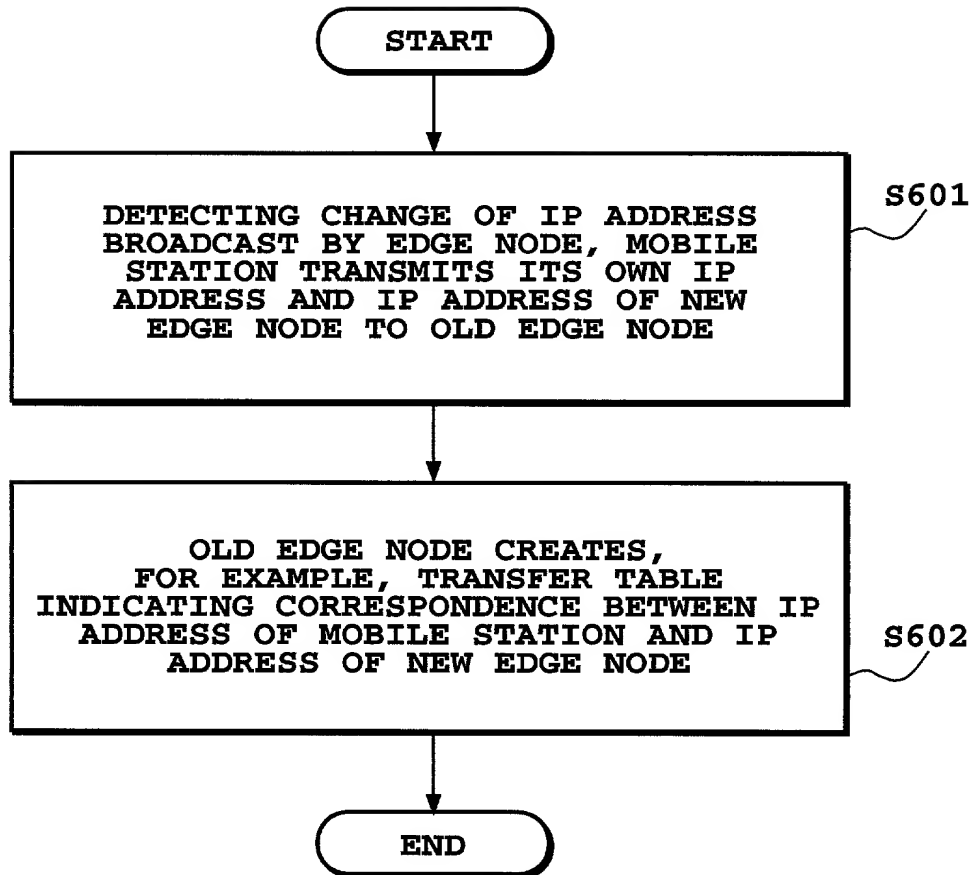 START
DETECTING CHANGE OF IP ADDRESS
BROADCAST BY EDGE NODE, MOBILE
STATION TRANSMITS ITS OWN IP
ADDRESS AND IP ADDRESS OF NEW
EDGE NODE TO OLD EDGE NODE
S601
OLD EDGE NODE CREATES,
FOR EXAMPLE, TRANSFER TABLE
INDICATING CORRESPONDENCE BETWEEN IP
ADDRESS OF MOBILE STATION AND IP
ADDRESS OF NEW EDGE NODE
S602
END